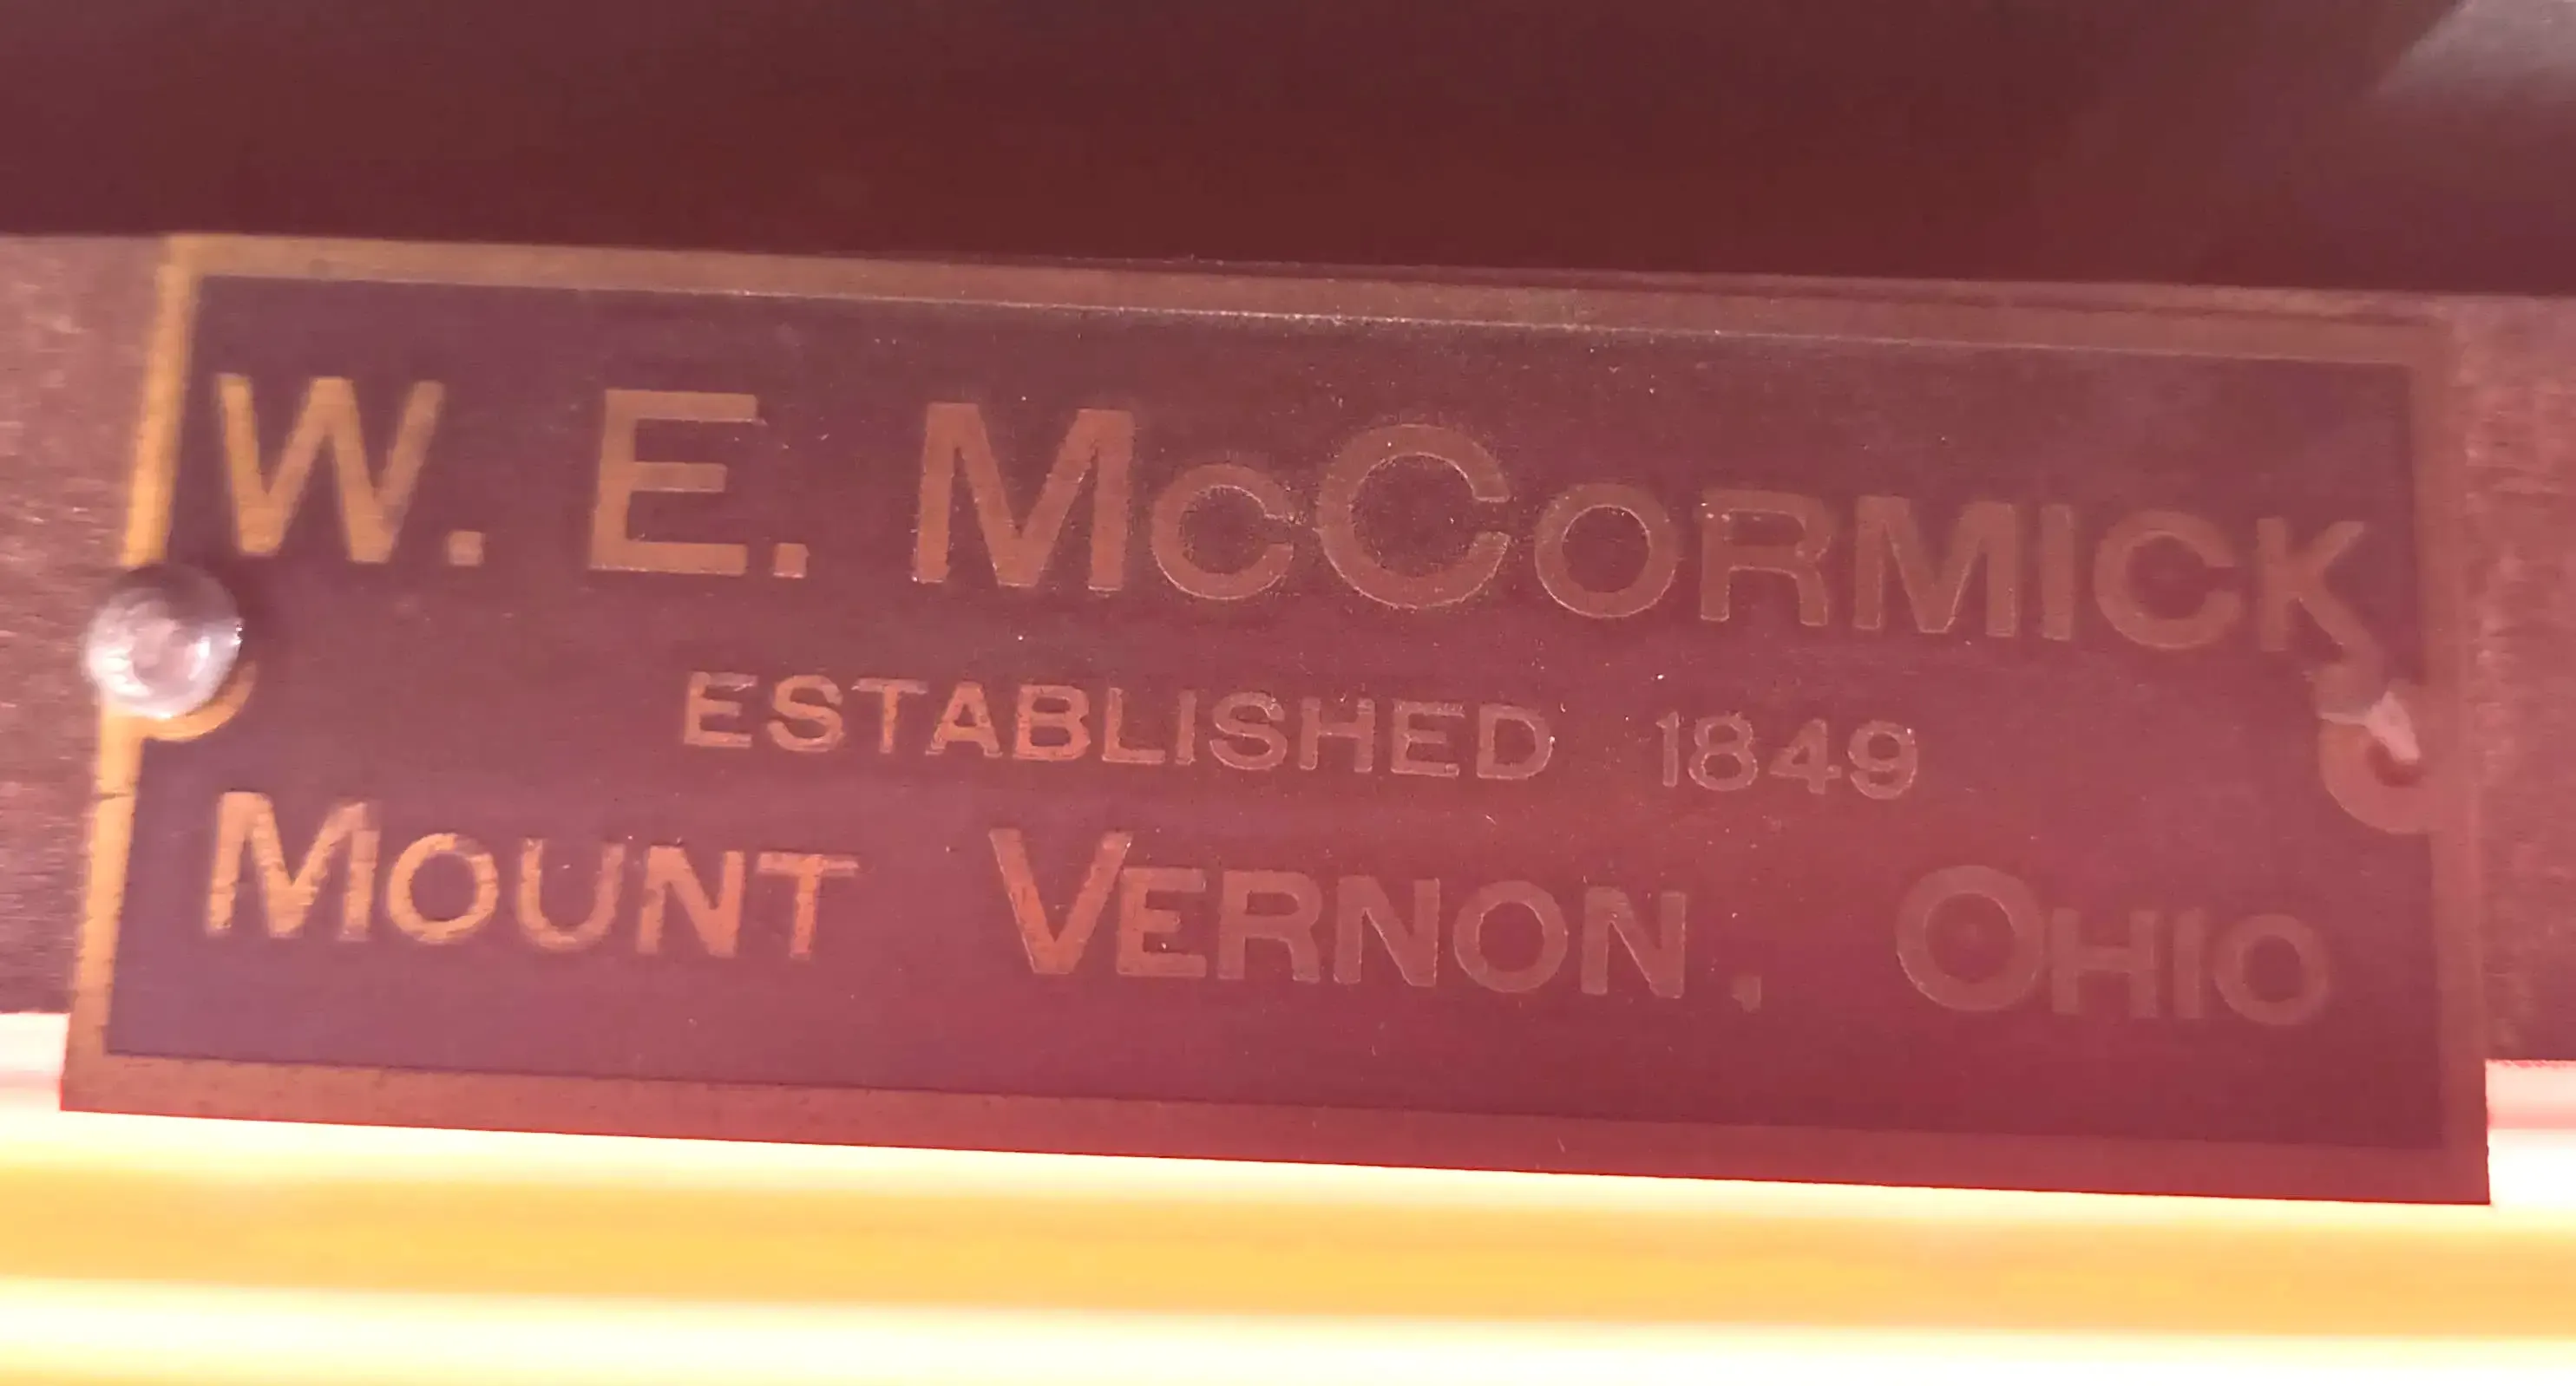 W. E. McCormick
ESTABLISHED 1849
Mount Vernon, Ohio